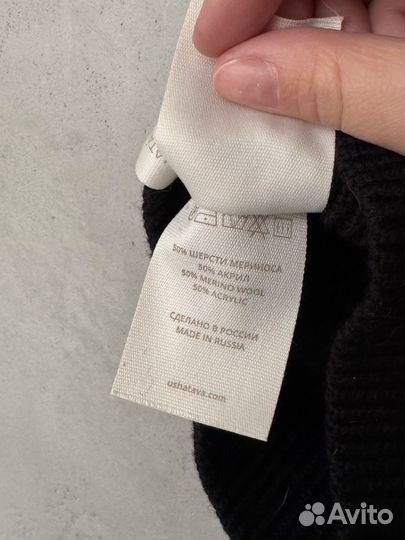 50% ШЕРСТИ МЕРИНОСА
50% АКРИЛ
50% MERINO WOOL
50% ACRYLIC
СДЕЛАНО В РОССИИ
MADE IN RUSSIA
ushatava.com
Avito